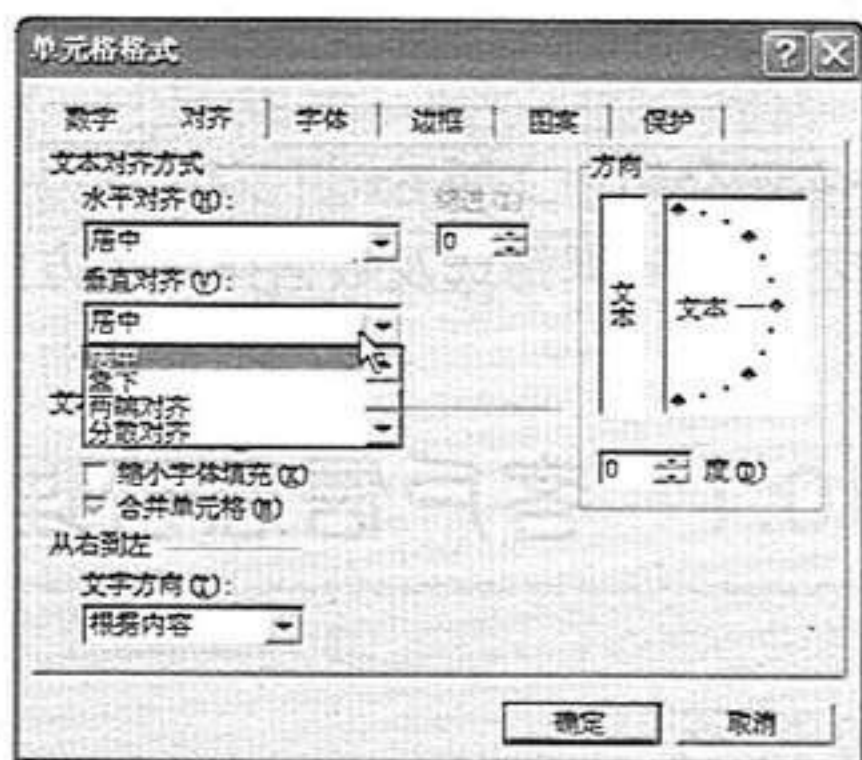 单元格格式
数字 对齐 字体 边框 图案 保护
文本对齐方式
水平对齐(H):
居中
0
垂直对齐(V):
居中
靠下
两端对齐
分散对齐
文
缩小字体填充(K)
合并单元格(M)
从右到左
文字方向(T):
根据内容
方向
文本
文本
0 度(D)
确定 取消